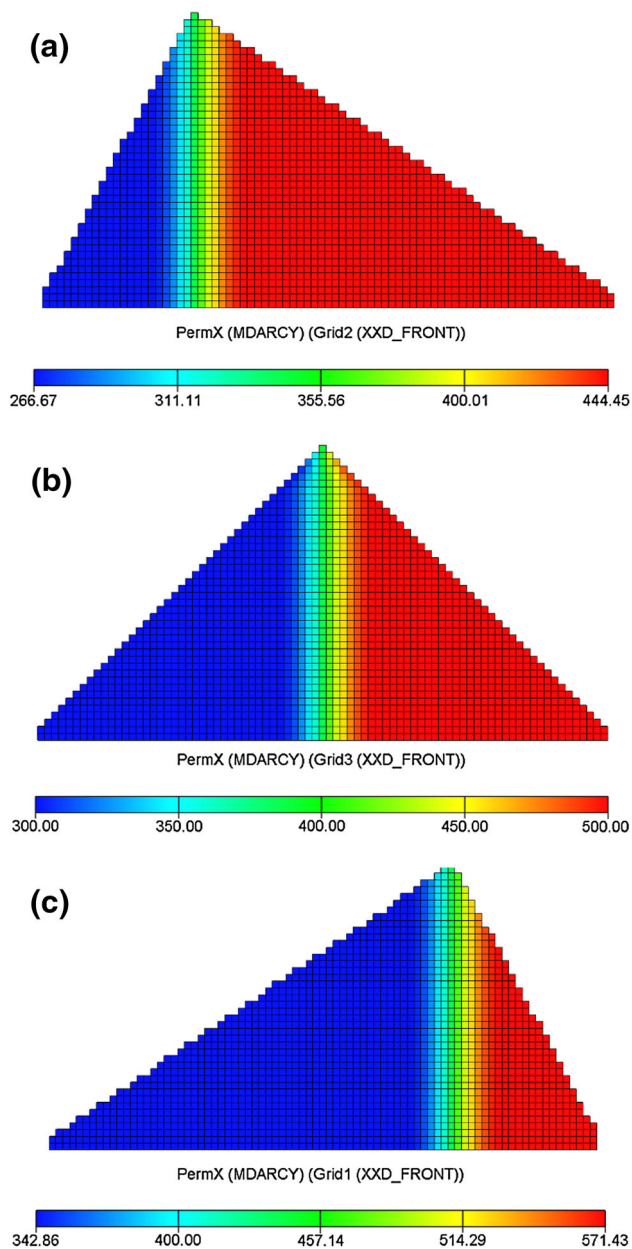 (a)
PermX (MDARCY) (Grid2 (XXD_FRONT))
266.67 311.11 355.56 400.01 444.45
(b)
PermX (MDARCY) (Grid3 (XXD_FRONT))
300.00 350.00 400.00 450.00 500.00
(c)
PermX (MDARCY) (Grid1 (XXD_FRONT))
342.86 400.00 457.14 514.29 571.43